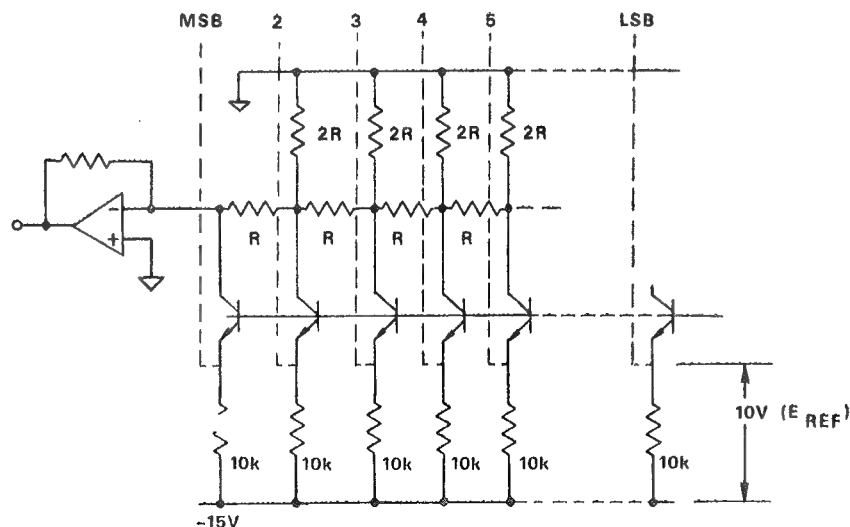 MSB 2 3 4 5 LSB
2R 2R 2R 2R
R R R R
10V (E REF)
10k 10k 10k 10k 10k 10k
-15V